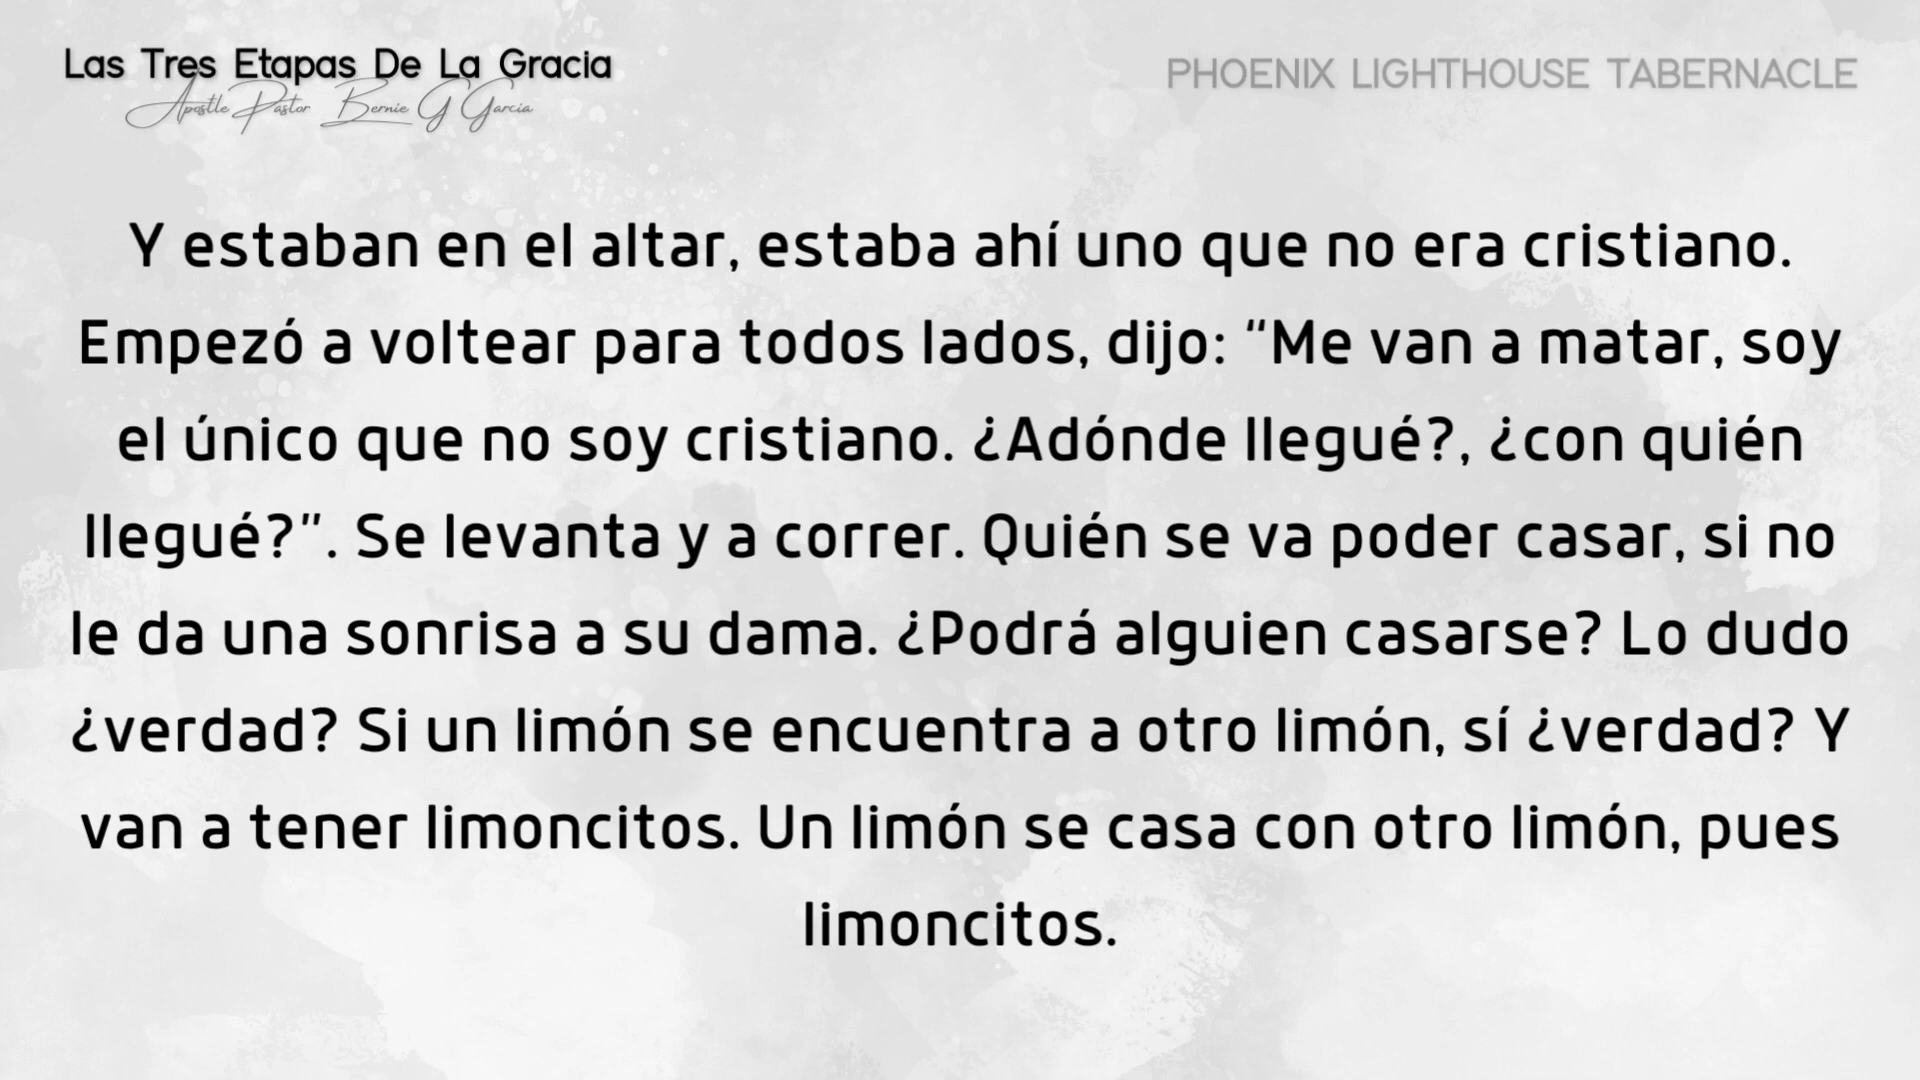 Las Tres Etapas De La Gracia
Apostle Pastor Bernie G Garcia
PHOENIX LIGHTHOUSE TABERNACLE
Y estaban en el altar, estaba ahí uno que no era cristiano.
Empezó a voltear para todos lados, dijo: “Me van a matar, soy
el único que no soy cristiano. ¿Adónde llegué?, ¿con quién
llegué?”. Se levanta y a correr. Quién se va poder casar, si no
le da una sonrisa a su dama. ¿Podrá alguien casarse? Lo dudo
¿verdad? Si un limón se encuentra a otro limón, sí ¿verdad? Y
van a tener limoncitos. Un limón se casa con otro limón, pues
limoncitos.